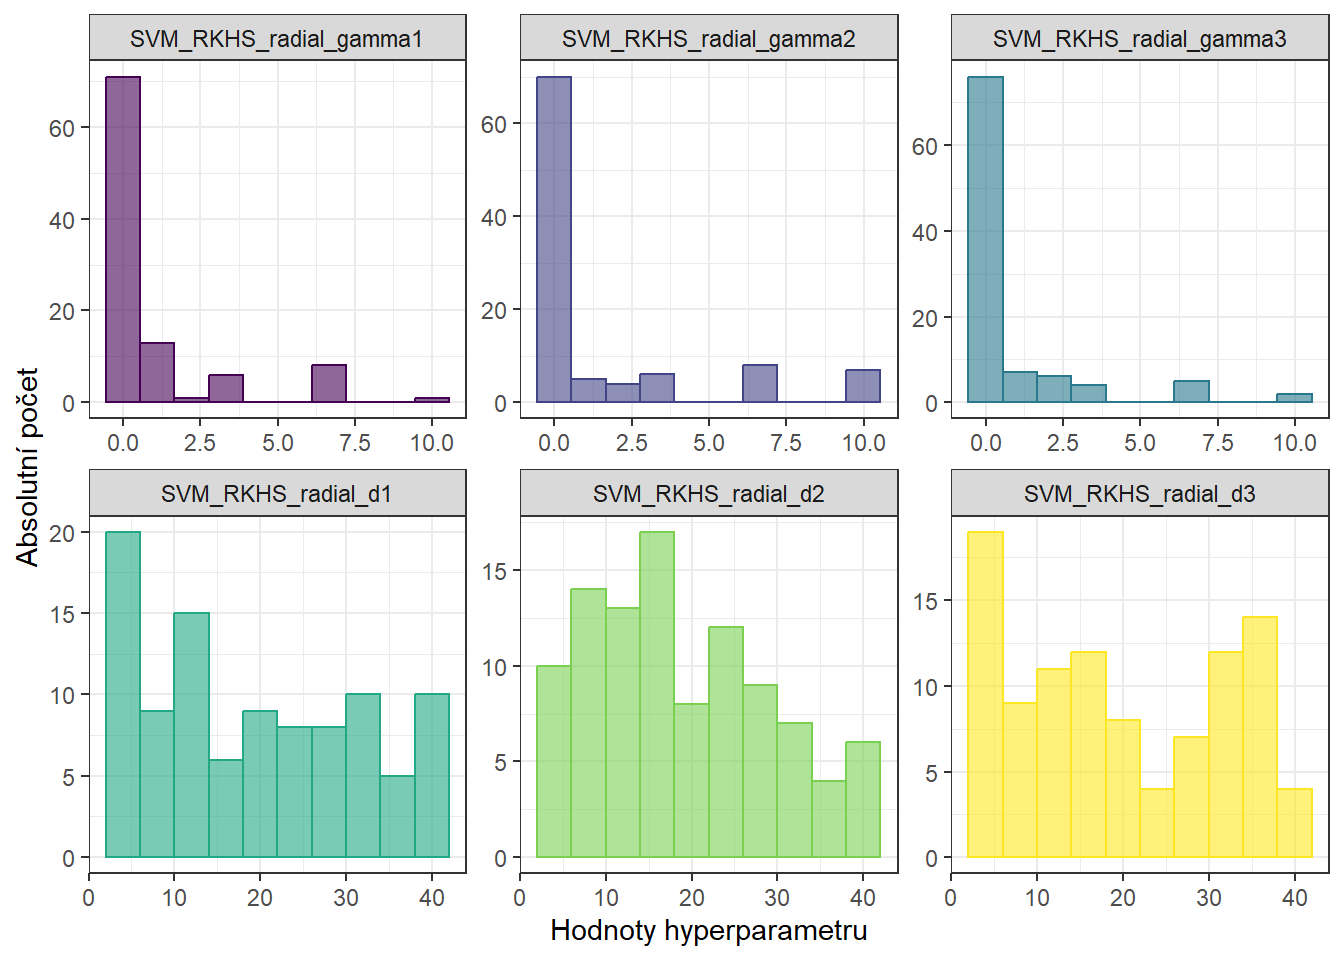 SVM_RKHS_radial_gamma1
SVM_RKHS_radial_gamma2
SVM_RKHS_radial_gamma3
60
40
20
0
60
40
20
0
60
40
20
0
0.0 2.5 5.0 7.5 10.0
0.0 2.5 5.0 7.5 10.0
0.0 2.5 5.0 7.5 10.0
Absolutní počet
SVM_RKHS_radial_d1
SVM_RKHS_radial_d2
SVM_RKHS_radial_d3
20
15
10
5
0
15
10
5
0
15
10
5
0
0 10 20 30 40
0 10 20 30 40
0 10 20 30 40
Hodnoty hyperparametru